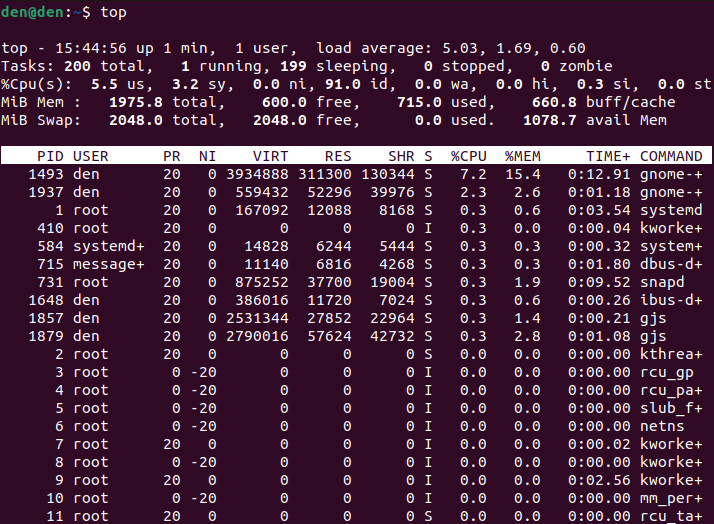 den@den:~$ top
top - 15:44:56 up 1 min,  1 user,  load average: 5.03, 1.69, 0.60
Tasks: 200 total,   1 running, 199 sleeping,   0 stopped,   0 zombie
%Cpu(s):  5.5 us,  3.2 sy,  0.0 ni, 91.0 id,  0.0 wa,  0.0 hi,  0.3 si,  0.0 st
MiB Mem :   1975.8 total,    600.0 free,    715.0 used,    660.8 buff/cache
MiB Swap:   2048.0 total,   2048.0 free,      0.0 used.   1078.7 avail Mem
PID USER      PR  NI    VIRT    RES    SHR S  %CPU  %MEM     TIME+ COMMAND
1493 den       20   0 3934888 311300 130344 S   7.2  15.4   0:12.91 gnome-+
1937 den       20   0  559432  52296  39976 S   2.3   2.6   0:01.18 gnome-+
1 root      20   0  167092  12088   8168 S   0.3   0.6   0:03.54 systemd
410 root      20   0       0      0      0 I   0.3   0.0   0:00.04 kworke+
584 systemd+  20   0   14828   6244   5444 S   0.3   0.3   0:00.32 system+
715 message+  20   0   11140   6816   4268 S   0.3   0.3   0:01.80 dbus-d+
731 root      20   0  875252  37700  19004 S   0.3   1.9   0:09.52 snapd
1648 den       20   0  386016  11720   7024 S   0.3   0.6   0:00.26 ibus-d+
1857 den       20   0 2531344  27852  22964 S   0.3   1.4   0:00.21 gjs
1879 den       20   0 2790016  57624  42732 S   0.3   2.8   0:01.08 gjs
2 root      20   0       0      0      0 S   0.0   0.0   0:00.00 kthrea+
3 root       0 -20       0      0      0 I   0.0   0.0   0:00.00 rcu_gp
4 root       0 -20       0      0      0 I   0.0   0.0   0:00.00 rcu_pa+
5 root       0 -20       0      0      0 I   0.0   0.0   0:00.00 slub_f+
6 root       0 -20       0      0      0 I   0.0   0.0   0:00.00 netns
7 root      20   0       0      0      0 I   0.0   0.0   0:00.02 kworke+
8 root       0 -20       0      0      0 I   0.0   0.0   0:00.00 kworke+
9 root      20   0       0      0      0 I   0.0   0.0   0:02.56 kworke+
10 root       0 -20       0      0      0 I   0.0   0.0   0:00.00 mm_per+
11 root      20   0       0      0      0 S   0.0   0.0   0:00.00 rcu_ta+